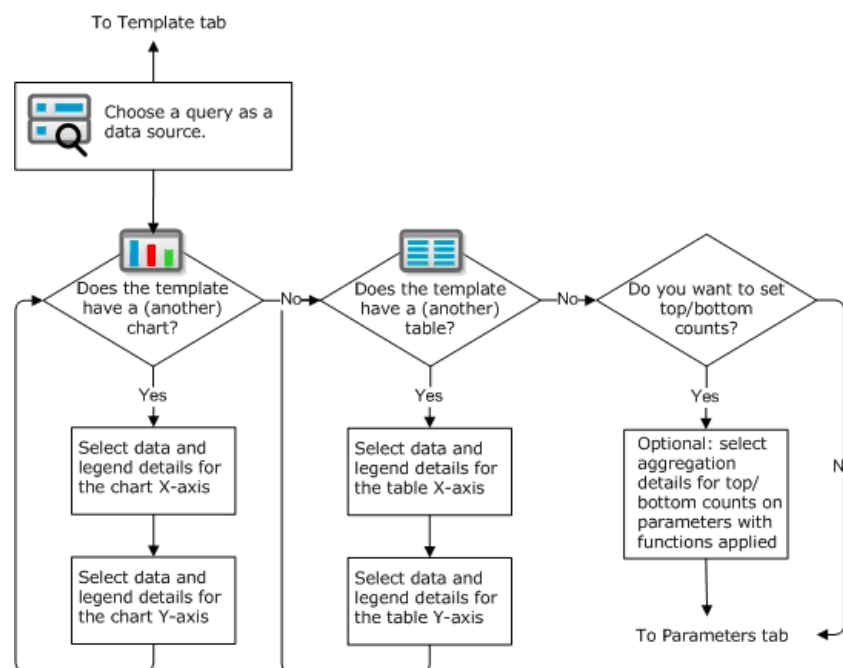 To Template tab
Choose a query as a
data source.
Does the template
have a (another)
chart?
No
Does the template
have a (another)
table?
No
Do you want to set
top/bottom
counts?
Yes
Yes
Yes
Select data and
legend details for
the chart X-axis
Select data and
legend details for
the table X-axis
Optional: select
aggregation
details for top/
bottom counts on
parameters with
functions applied
N
Select data and
legend details for
the chart Y-axis
Select data and
legend details for
the table Y-axis
To Parameters tab